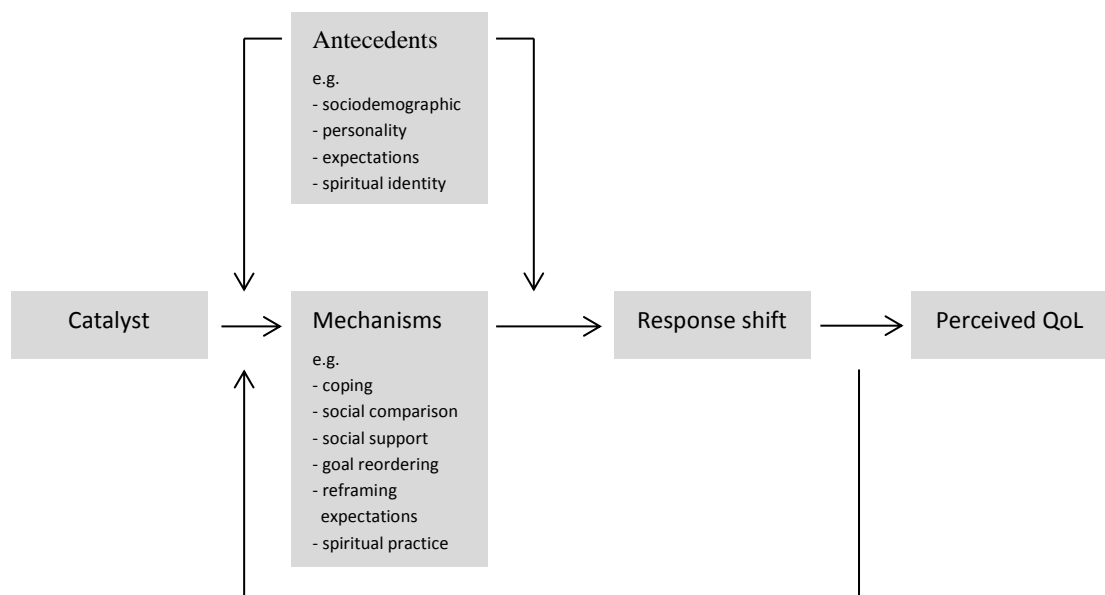 Antecedents
e.g.
- sociodemographic
- personality
- expectations
- spiritual identity
Catalyst
Mechanisms
e.g.
- coping
- social comparison
- social support
- goal reordering
- reframing
expectations
- spiritual practice
Response shift
Perceived QoL